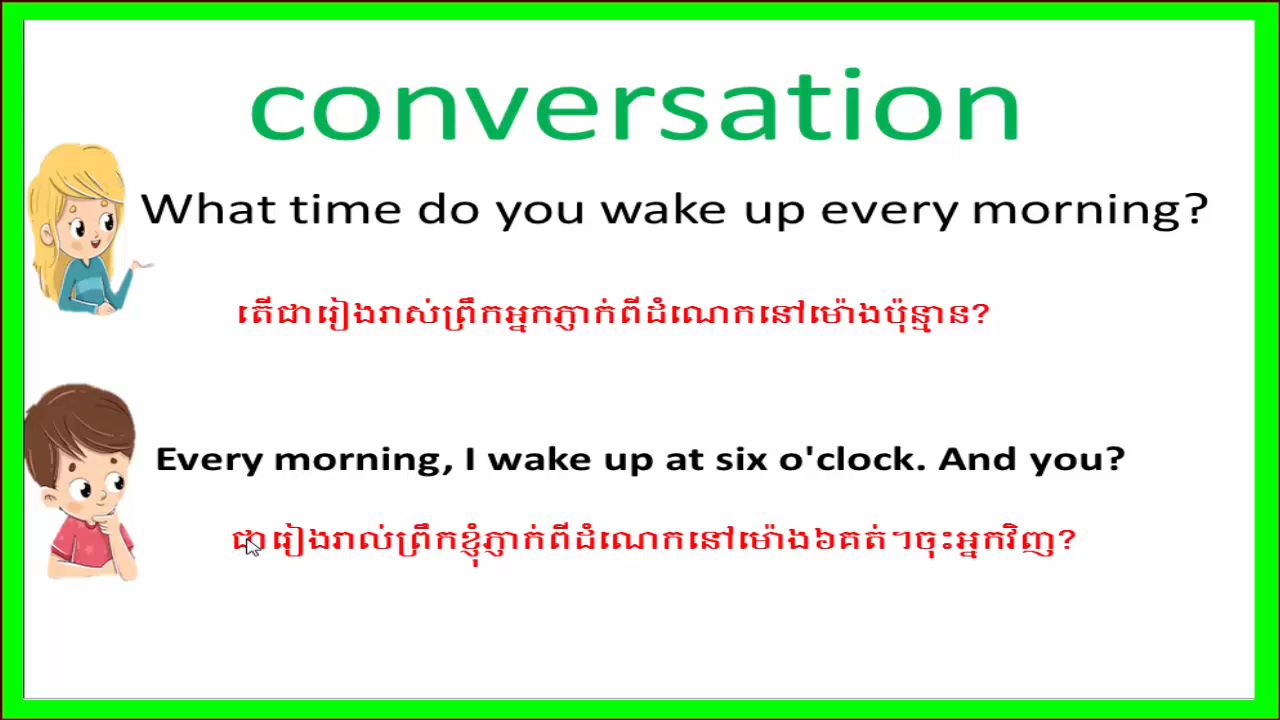 conversation
What time do you wake up every morning?
តើជារៀងរាស់ព្រឹកអ្នកភ្ញាក់ពីដំណេកនៅម៉ោងប៉ុន្មាន?
Every morning, I wake up at six o'clock. And you?
ជារៀងរាល់ព្រឹកខ្ញុំភ្ញាក់ពីដំណេកនៅម៉ោង៦គត់។ចុះអ្នកវិញ?